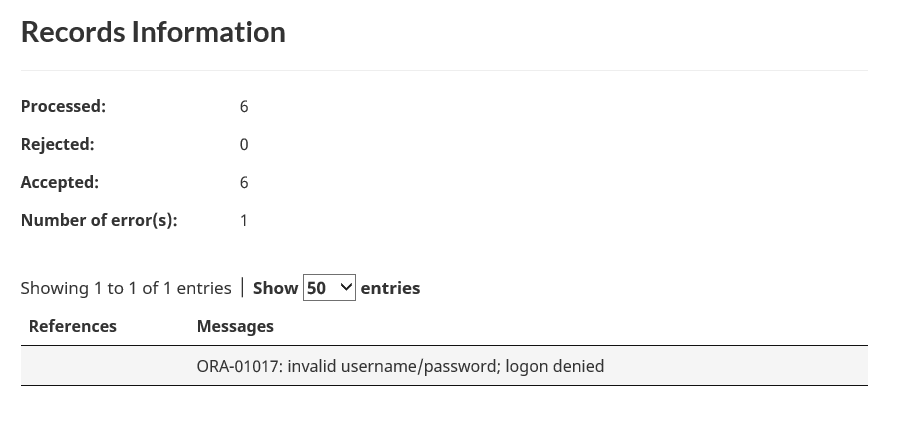 Records Information
Processed: 6
Rejected: 0
Accepted: 6
Number of error(s): 1
Showing 1 to 1 of 1 entries | Show 50 entries
References Messages
ORA-01017: invalid username/password; logon denied